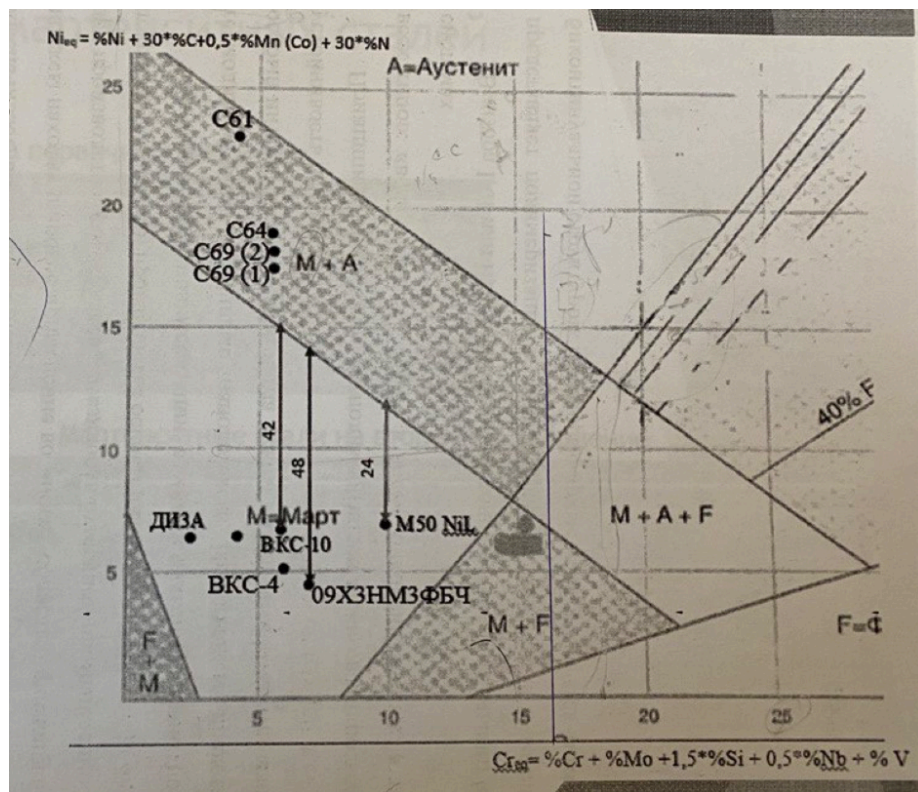 Nieq = %Ni + 30*%C+0,5*%Mn (Co) + 30*%N
А=Аустенит
25
C61
20
C64
C69 (2)
C69 (1)
M + A
15
40% F
42
48
24
10
ДИЗА
М=Март
ВКС-10
M50 NiL
M + A + F
5
ВКС-4
09Х3НМ3ФБЧ
F
+
M
M + F
F=
5
10
15
20
25
Creq= %Cr + %Mo +1,5*%Si + 0,5*%Nb + % V